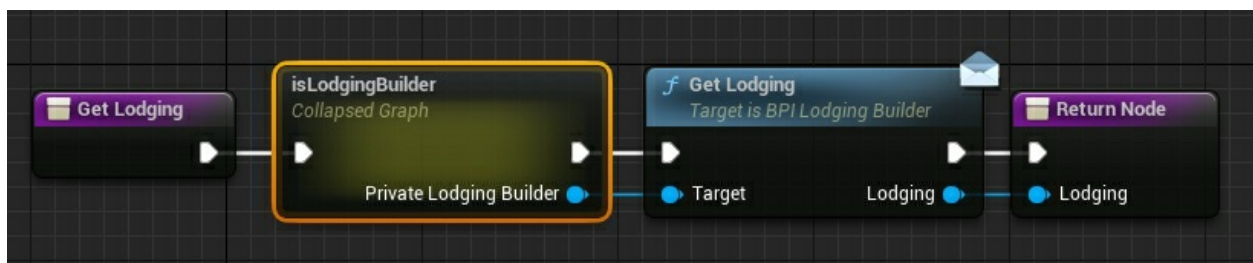 Get Lodging
isLodgingBuilder
Collapsed Graph
Private Lodging Builder
f Get Lodging
Target is BPI Lodging Builder
Target Lodging
Return Node
Lodging